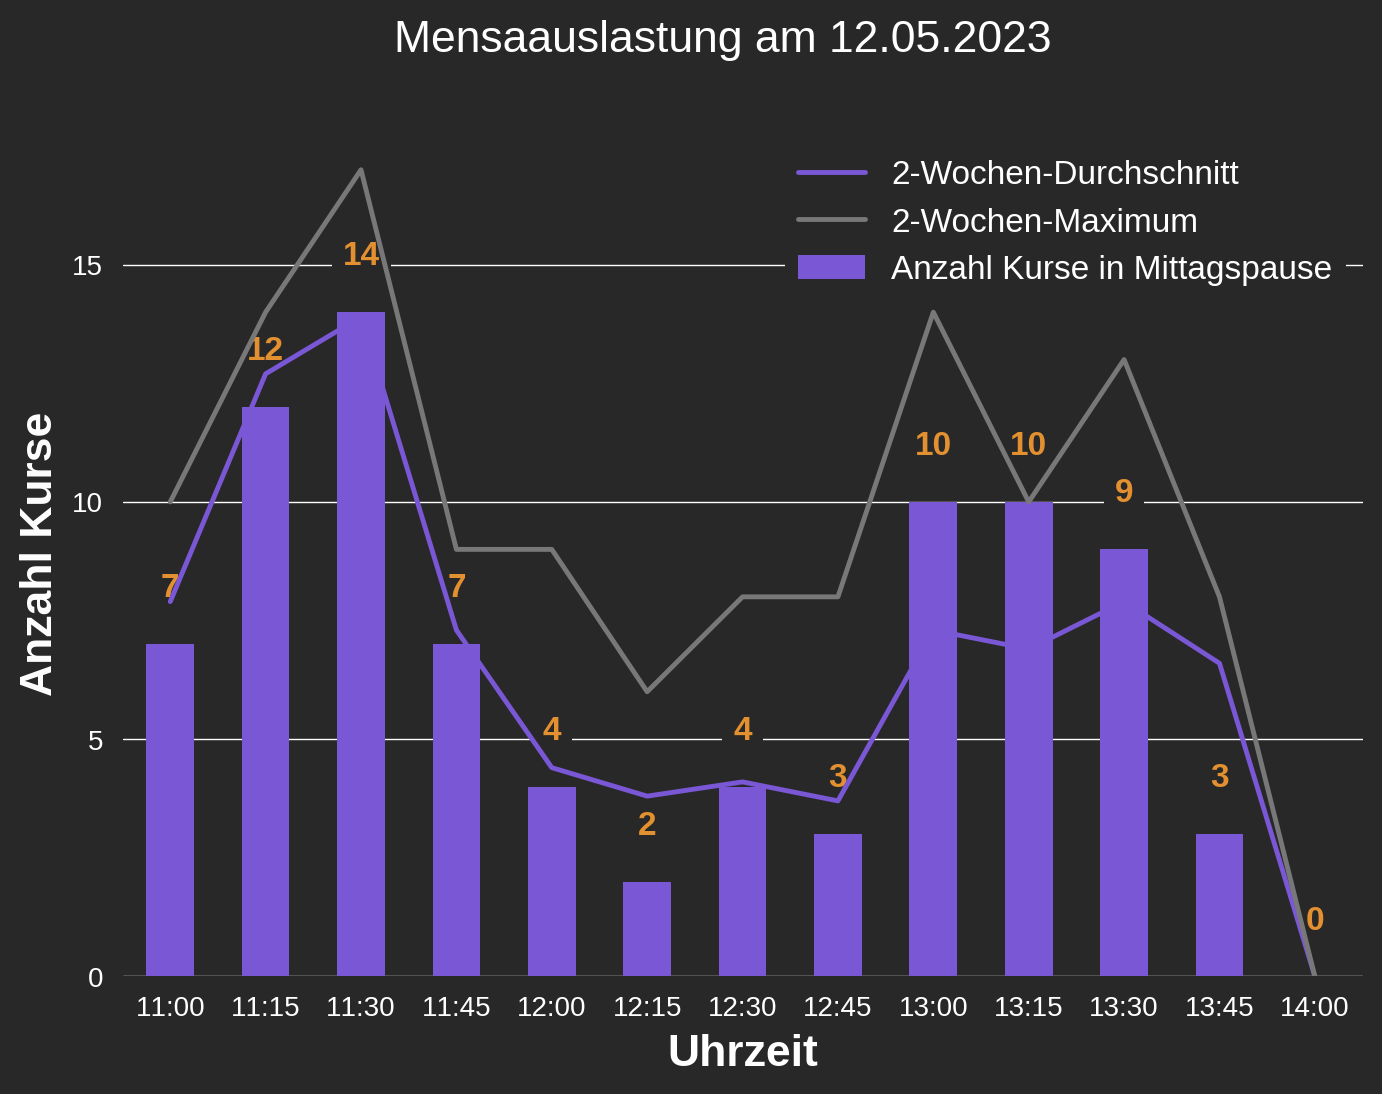 Mensaauslastung am 12.05.2023
2-Wochen-Durchschnitt
2-Wochen-Maximum
Anzahl Kurse in Mittagspause
Anzahl Kurse
15
10
5
0
7
12
14
7
4
2
4
3
10
10
9
3
0
11:00 11:15 11:30 11:45 12:00 12:15 12:30 12:45 13:00 13:15 13:30 13:45 14:00
Uhrzeit